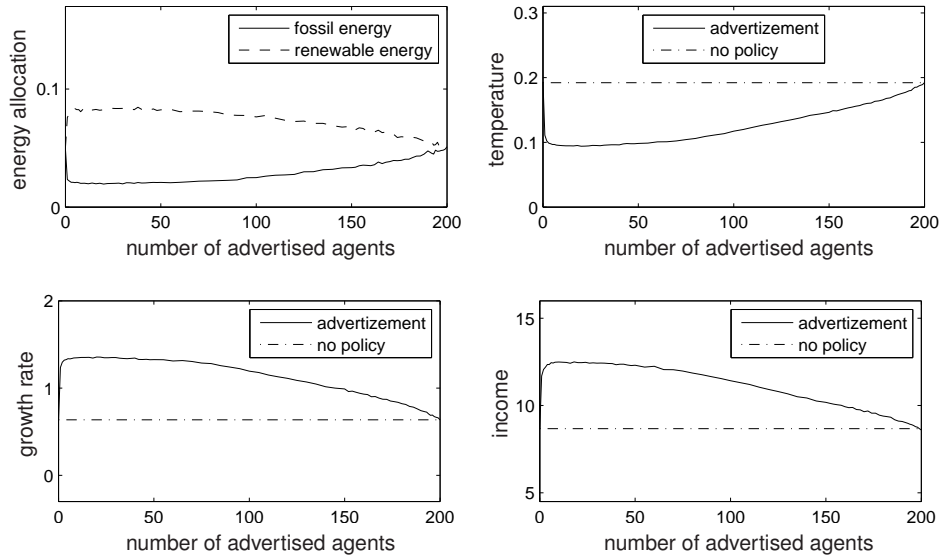 fossil energy
renewable energy
0.1
0
0
50
100
150
200
energy allocation
number of advertised agents
advertizement
no policy
0.3
0.2
0.1
0
0
50
100
150
200
temperature
number of advertised agents
advertizement
no policy
2
1
0
0
50
100
150
200
growth rate
number of advertised agents
advertizement
no policy
15
10
5
0
50
100
150
200
income
number of advertised agents